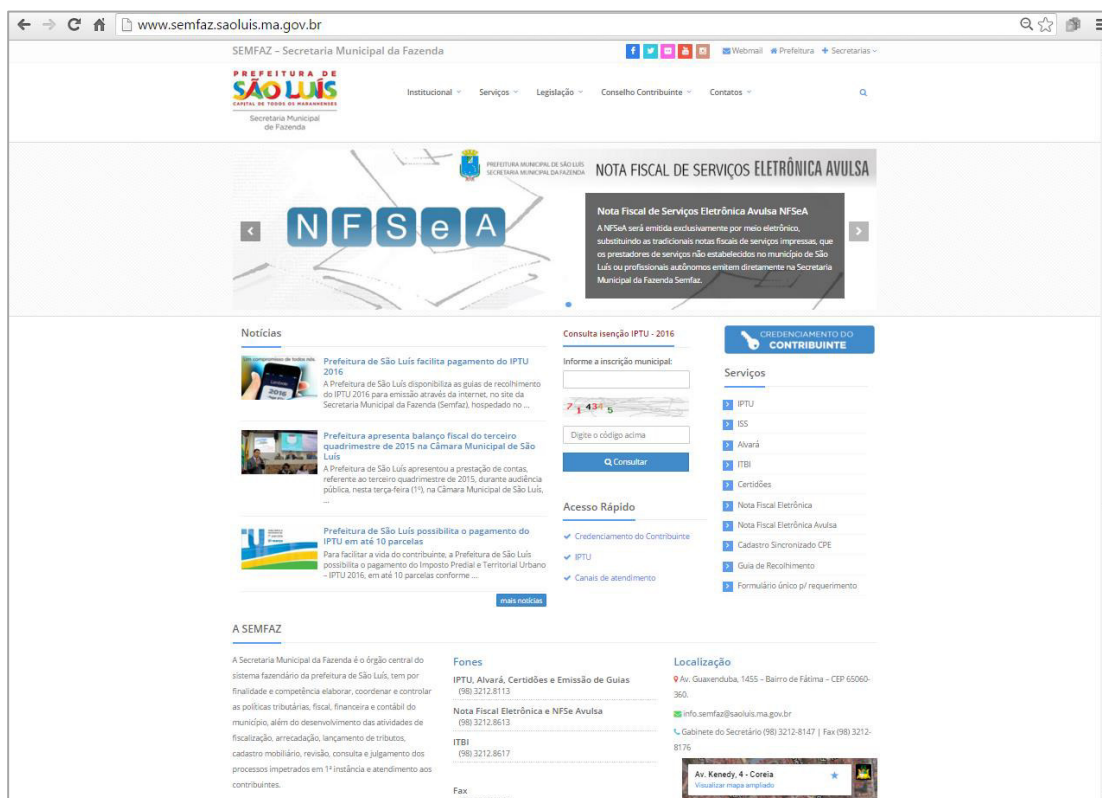 www.semfaz.saoluis.ma.gov.br
SEMFAZ – Secretaria Municipal da Fazenda
Webmail Prefeitura Secretarias
PREFEITURA DE
SÃO LUÍS
CAPITAL DE TODOS OS MARANHENSES
Secretaria Municipal
de Fazenda
Institucional Serviços Legislação Conselho Contribuinte Contatos
PREFEITURA MUNICIPAL DE SÃO LUÍS
SECRETARIA MUNICIPAL DA FAZENDA
NOTA FISCAL DE SERVIÇOS ELETRÔNICA AVULSA
NFSeA
Nota Fiscal de Serviços Eletrônica Avulsa NFSeA
A NFSeA será emitida exclusivamente por meio eletrônico,
substituindo as tradicionais notas fiscais de serviços impressas, que
os prestadores de serviços não estabelecidos no município de São
Luís ou profissionais autônomos emitem diretamente na Secretaria
Municipal da Fazenda Semfaz.
Notícias
Prefeitura de São Luís facilita pagamento do IPTU
2016
A Prefeitura de São Luís disponibiliza as guias de recolhimento
do IPTU 2016 para emissão através da internet, no site da
Secretaria Municipal da Fazenda (Semfaz), hospedado no ...
Prefeitura apresenta balanço fiscal do terceiro
quadrimestre de 2015 na Câmara Municipal de São
Luís
A Prefeitura de São Luís apresentou a prestação de contas,
referente ao terceiro quadrimestre de 2015, durante audiência
pública, nesta terça-feira (1º), na Câmara Municipal de São Luís,
...
Prefeitura de São Luís possibilita o pagamento do
IPTU em até 10 parcelas
Para facilitar a vida do contribuinte, a Prefeitura de São Luís
possibilita o pagamento do Imposto Predial e Territorial Urbano
– IPTU 2016, em até 10 parcelas conforme ...
mais notícias
Consulta isenção IPTU - 2016
Informe a inscrição municipal:
71 434 5
Digite o código acima
Consultar
Acesso Rápido
Credenciamento do Contribuinte
IPTU
Canais de atendimento
CREDENCIAMENTO DO
CONTRIBUINTE
Serviços
IPTU
ISS
Alvará
ITBI
Certidões
Nota Fiscal Eletrônica
Nota Fiscal Eletrônica Avulsa
Cadastro Sincronizado CPE
Guia de Recolhimento
Formulário único p/ requerimento
A SEMFAZ
A Secretaria Municipal da Fazenda é o órgão central do
sistema fazendário da prefeitura de São Luís, tem por
finalidade e competência elaborar, coordenar e controlar
as políticas tributárias, fiscal, financeira e contábil do
município, além do desenvolvimento das atividades de
fiscalização, arrecadação, lançamento de tributos,
cadastro mobiliário, revisão, consulta e julgamento dos
processos impetrados em 1ª instância e atendimento aos
contribuintes.
Fones
IPTU, Alvará, Certidões e Emissão de Guias
(98) 3212.8113
Nota Fiscal Eletrônica e NFSe Avulsa
(98) 3212.8613
ITBI
(98) 3212.8617
Fax
Localização
Av. Guaxenduba, 1455 – Bairro de Fátima – CEP 65060-
360.
info.semfaz@saoluis.ma.gov.br
Gabinete do Secretário (98) 3212-8147 | Fax (98) 3212-
8176
Av. Kenedy, 4 - Coreia
Visualizar mapa ampliado